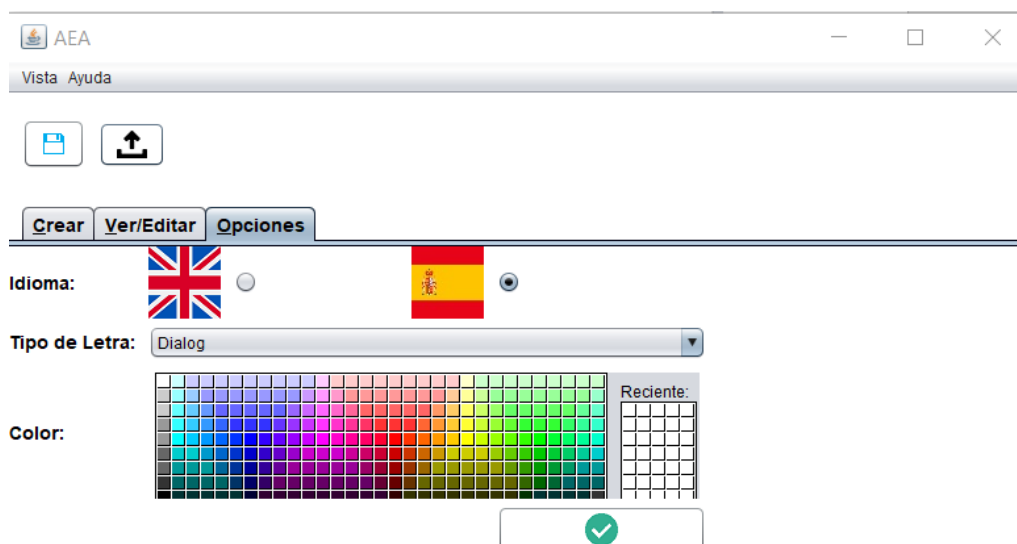 AEA
Vista Ayuda
Crear Ver/Editar Opciones
Idioma:
Tipo de Letra: Dialog
Reciente:
Color: